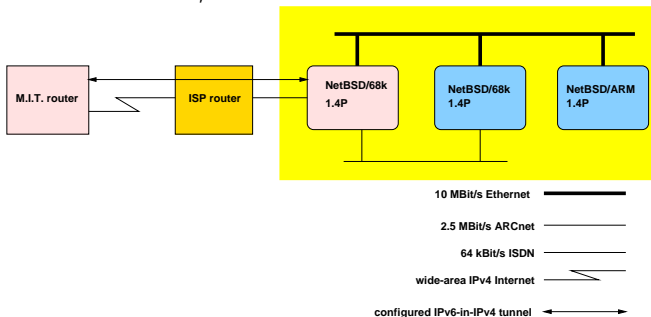 M.I.T. router
ISP router
NetBSD/68k
1.4P
NetBSD/68k
1.4P
NetBSD/ARM
1.4P
10 MBit/s Ethernet
2.5 MBit/s ARCnet
64 kBit/s ISDN
wide-area IPv4 Internet
configured IPv6-in-IPv4 tunnel